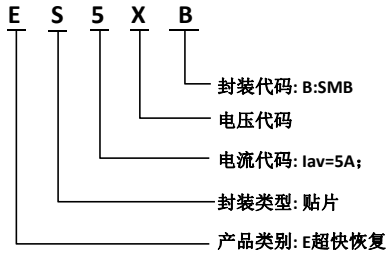 E S 5 X B
封装代码: B:SMB
电压代码
电流代码: Iav=5A；
封装类型: 贴片
产品类别: E超快恢复